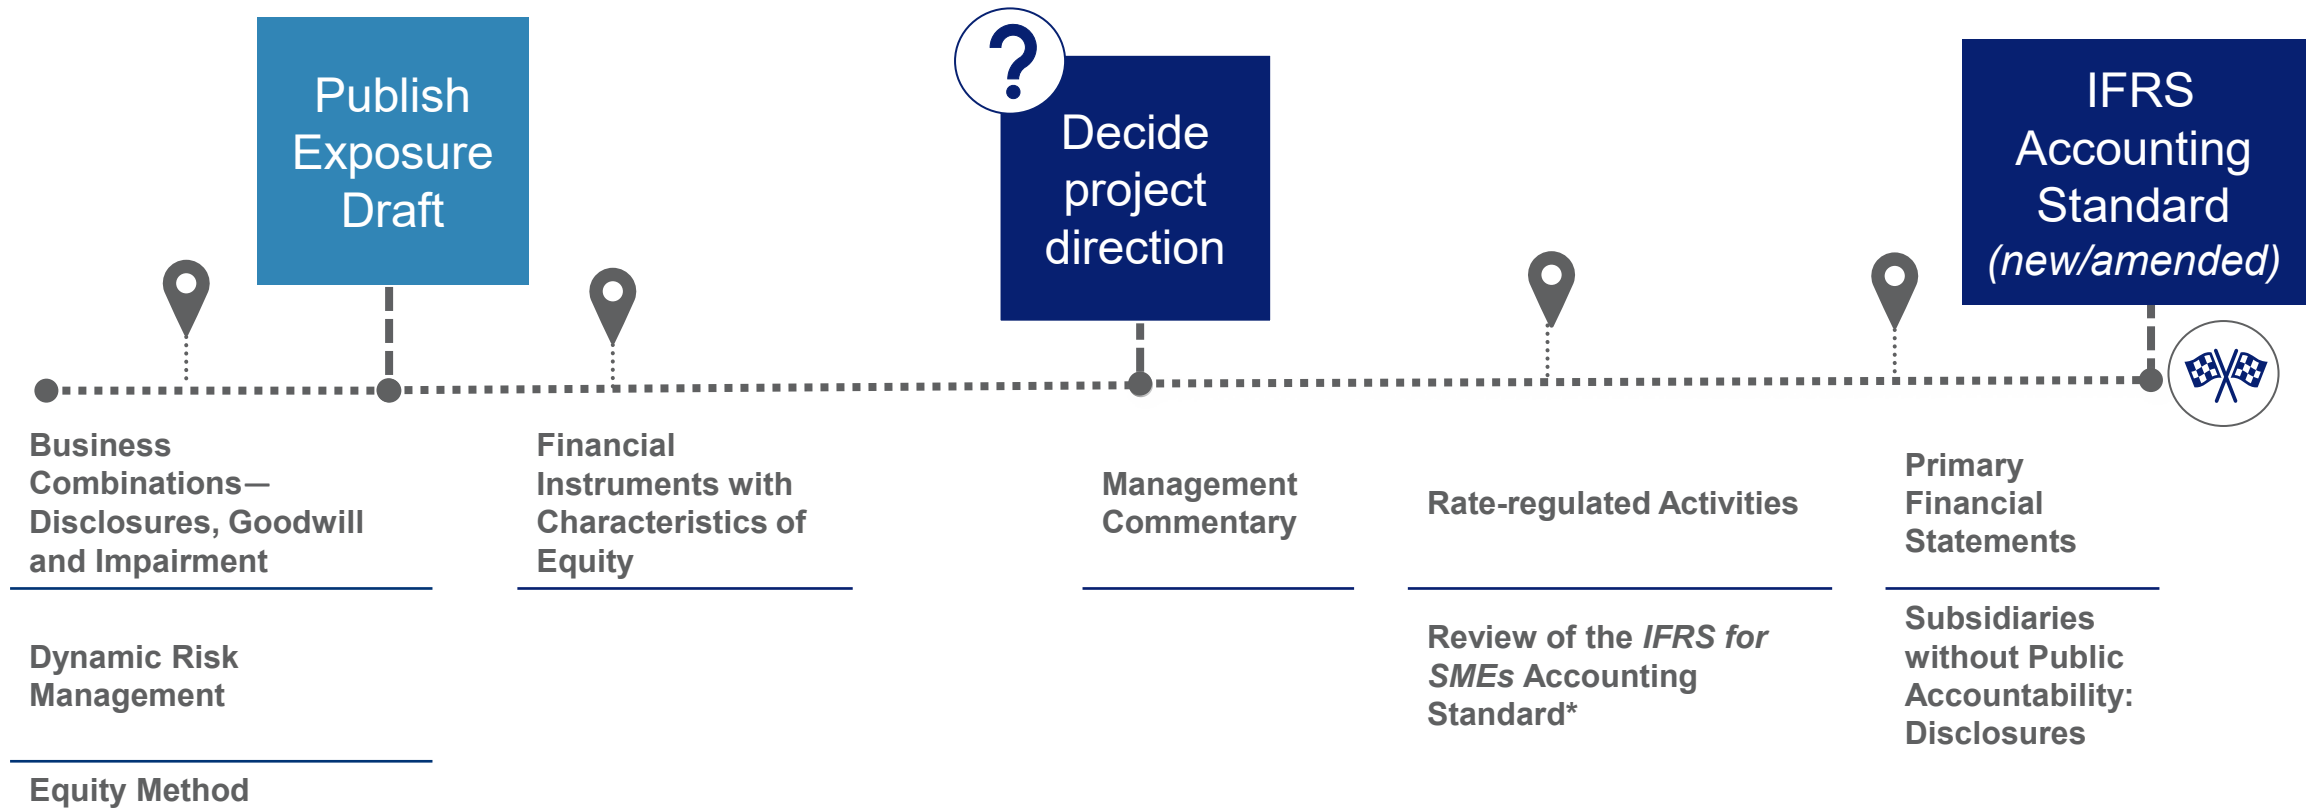 Publish
Exposure
Draft
?
Decide
project
direction
IFRS
Accounting
Standard
(new/amended)
Business
Combinations—
Disclosures, Goodwill
and Impairment
Dynamic Risk
Management
Equity Method
Financial
Instruments with
Characteristics of
Equity
Management
Commentary
Rate-regulated Activities
Review of the IFRS for
SMEs Accounting
Standard*
Primary
Financial
Statements
Subsidiaries
without Public
Accountability:
Disclosures